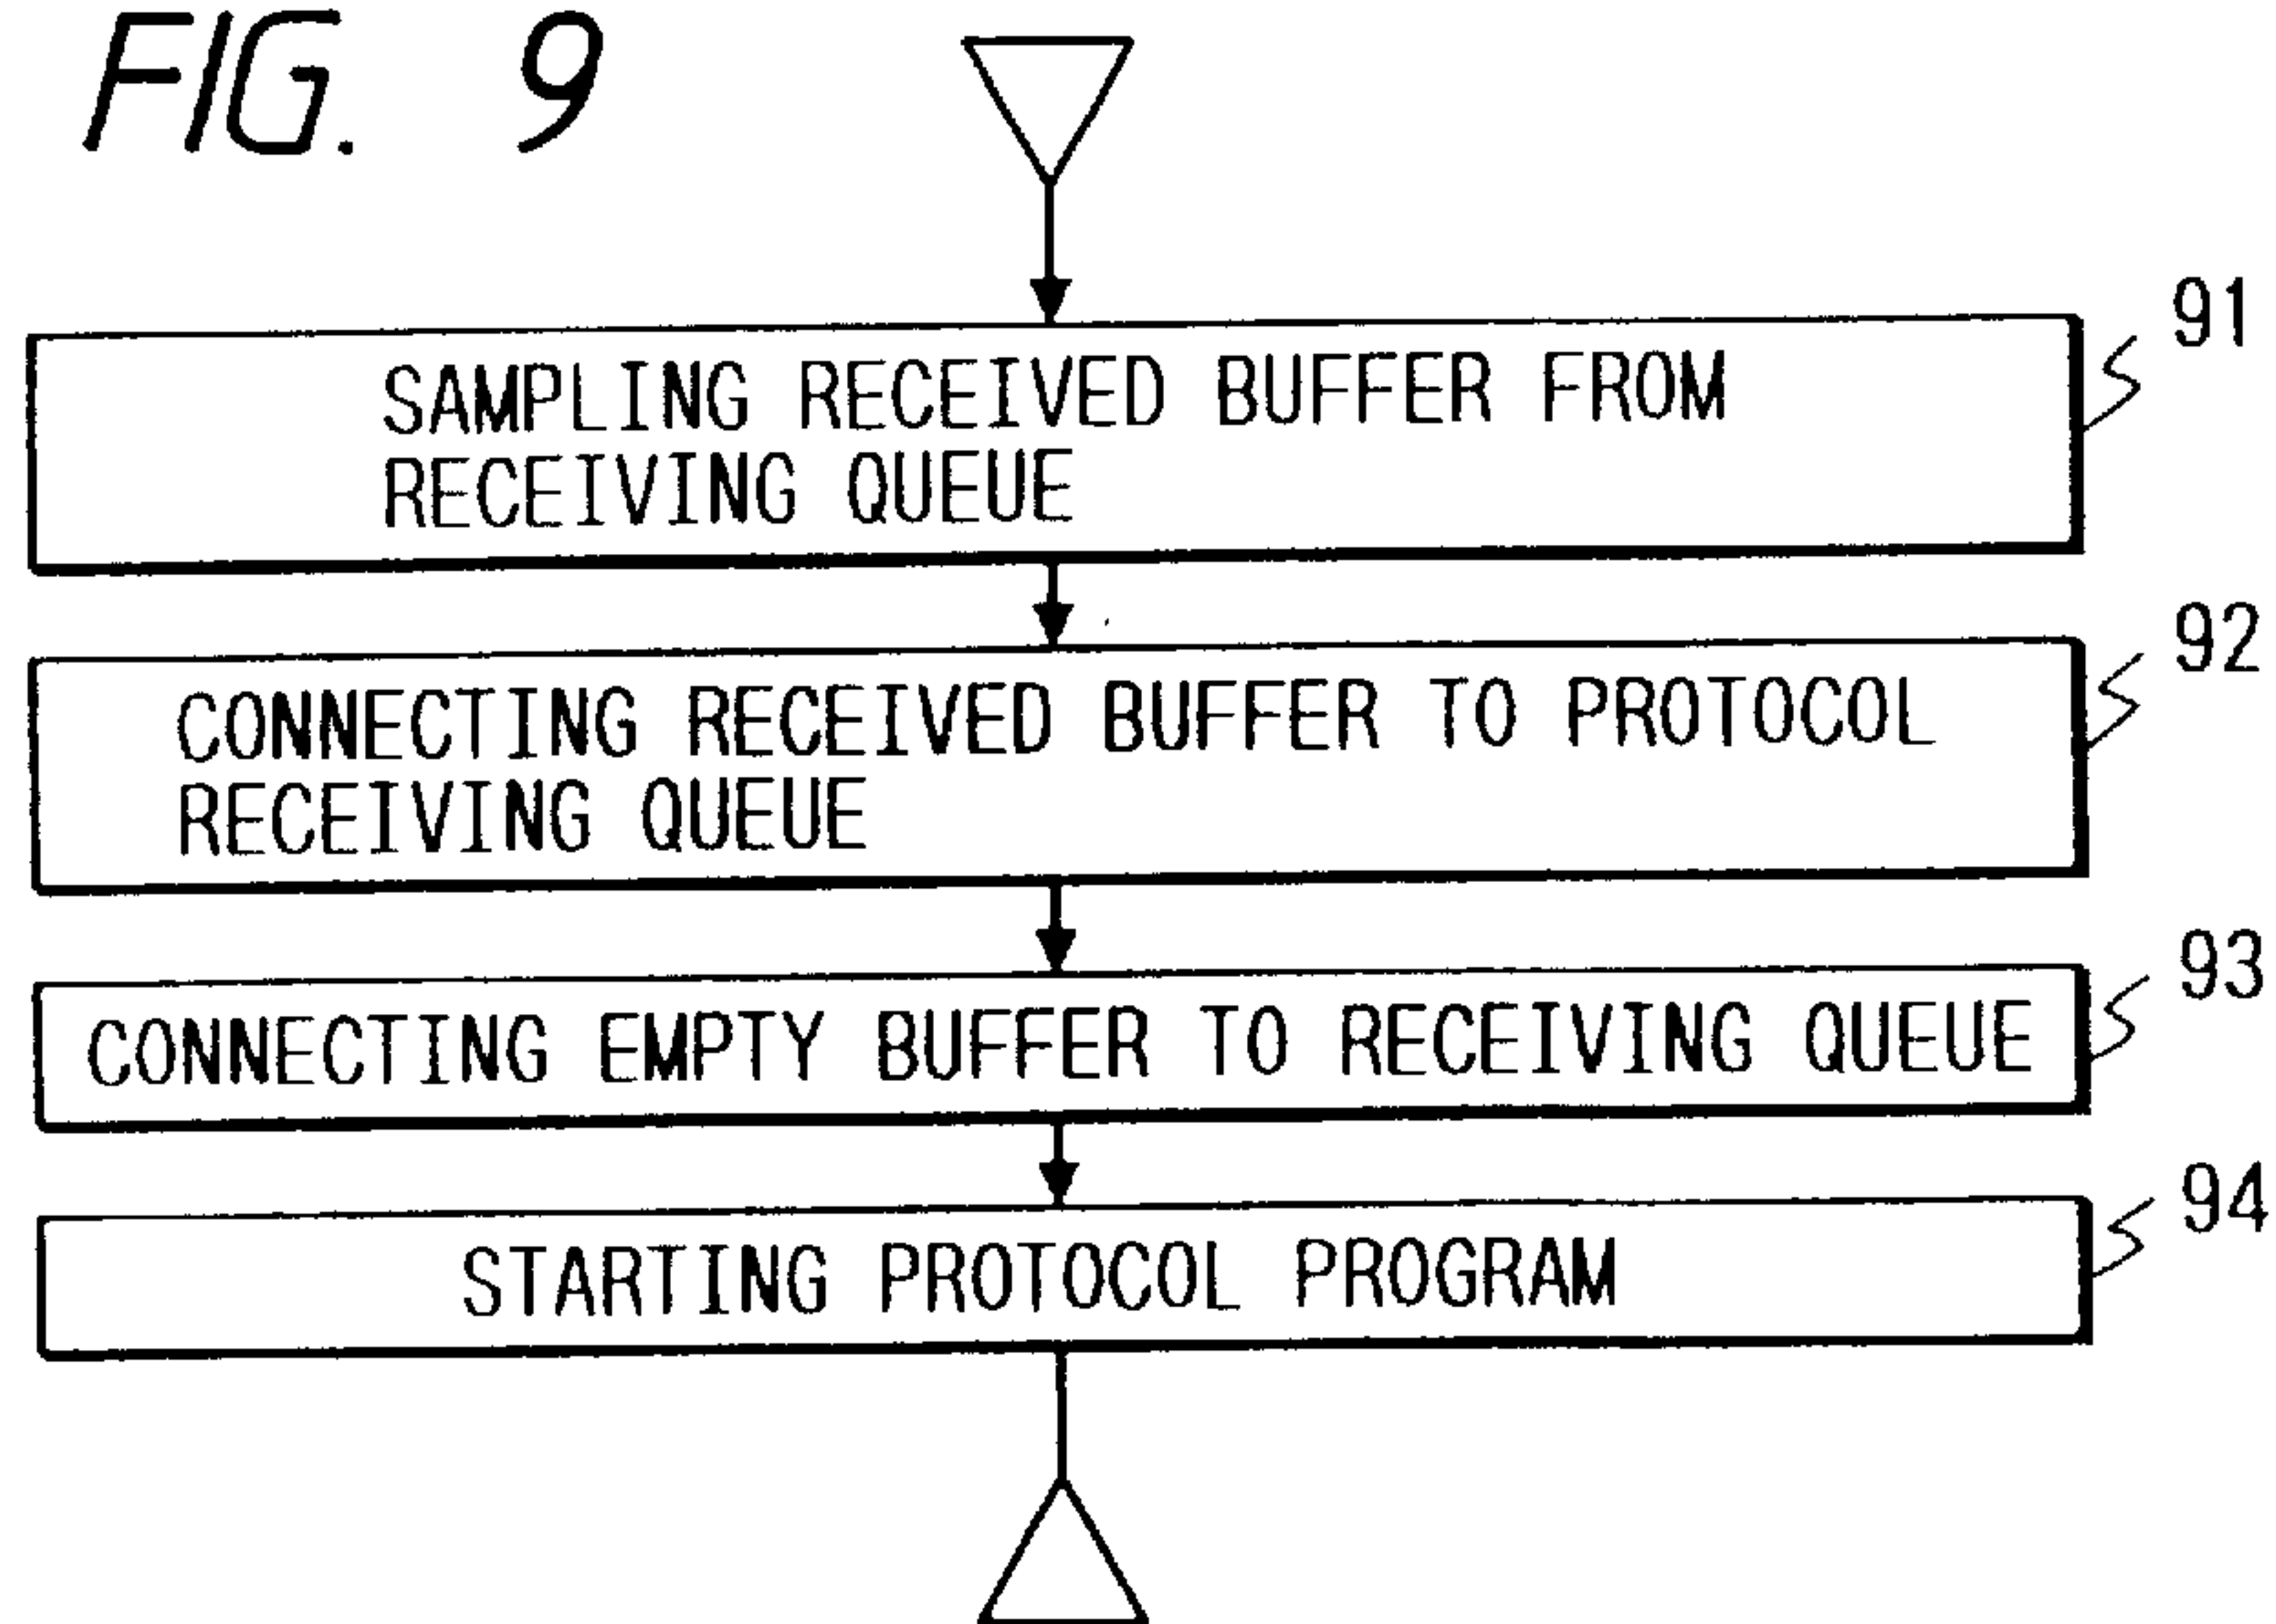 FIG. 9
91
SAMPLING RECEIVED BUFFER FROM
RECEIVING QUEUE
92
CONNECTING RECEIVED BUFFER TO PROTOCOL
RECEIVING QUEUE
93
CONNECTING EMPTY BUFFER TO RECEIVING QUEUE
94
STARTING PROTOCOL PROGRAM